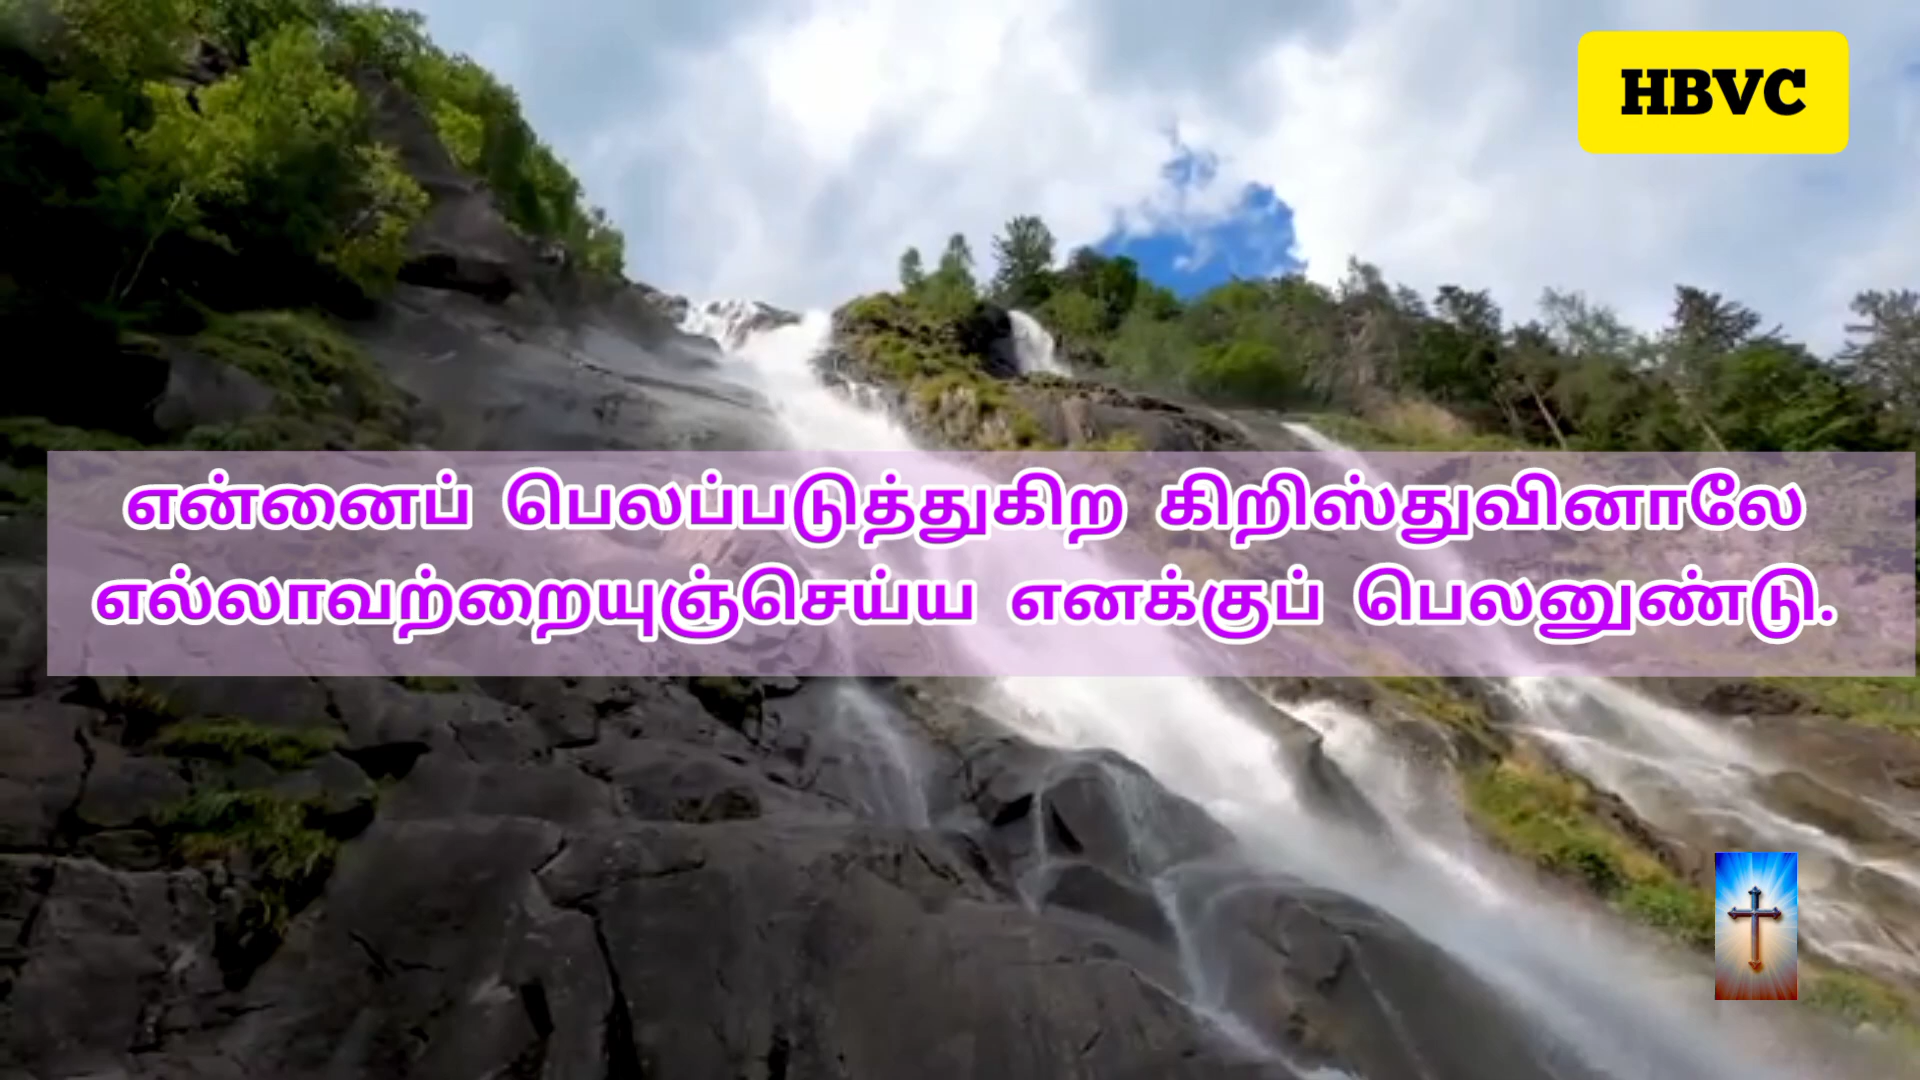 HBVC
என்னைப் பெலப்படுத்துகிற கிறிஸ்துவினாலே
எல்லாவற்றையுஞ்செய்ய எனக்குப் பெலனுண்டு.